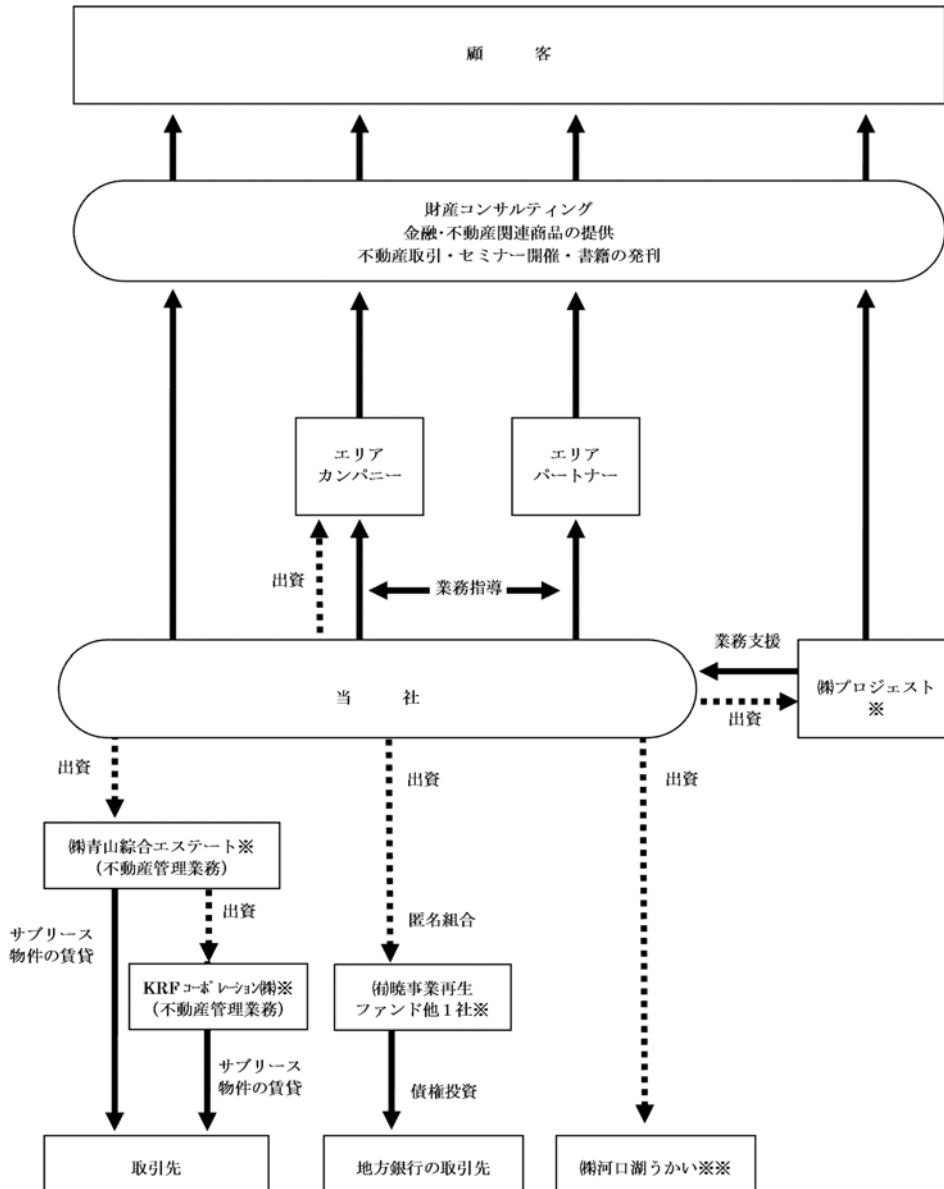 顧　客
財産コンサルティング
金融・不動産関連商品の提供
不動産取引・セミナー開催・書籍の発刊
エリア
カンパニー
エリア
パートナー
出資
業務指導
業務支援
当　社
㈱プロジェスト
※
出資
出資
出資
出資
㈱青山綜合エステート※
(不動産管理業務)
出資
匿名組合
サブリース
物件の賃貸
KRFコーポレーション㈱※
(不動産管理業務)
㈲暁事業再生
ファンド他1社※
サブリース
物件の賃貸
債権投資
取引先
地方銀行の取引先
㈱河口湖うかい※※